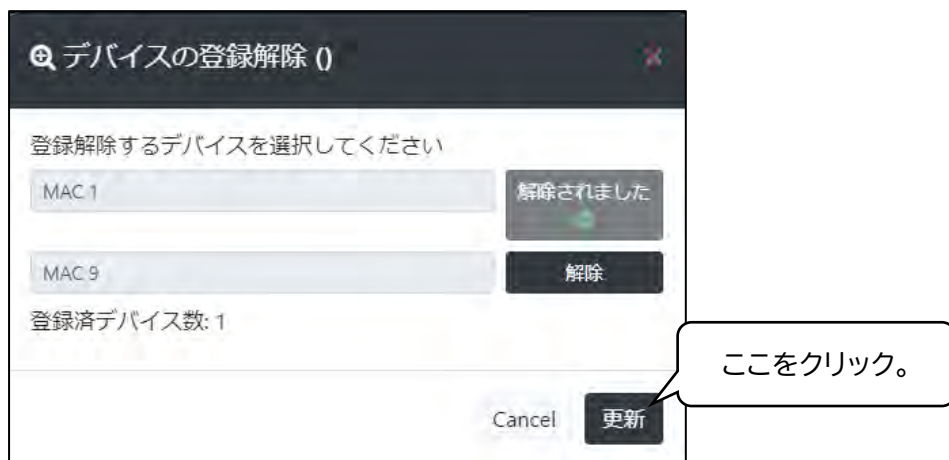 デバイスの登録解除 ()
登録解除するデバイスを選択してください
MAC 1
解除されました
MAC 9
解除
登録済デバイス数: 1
ここをクリック。
Cancel
更新